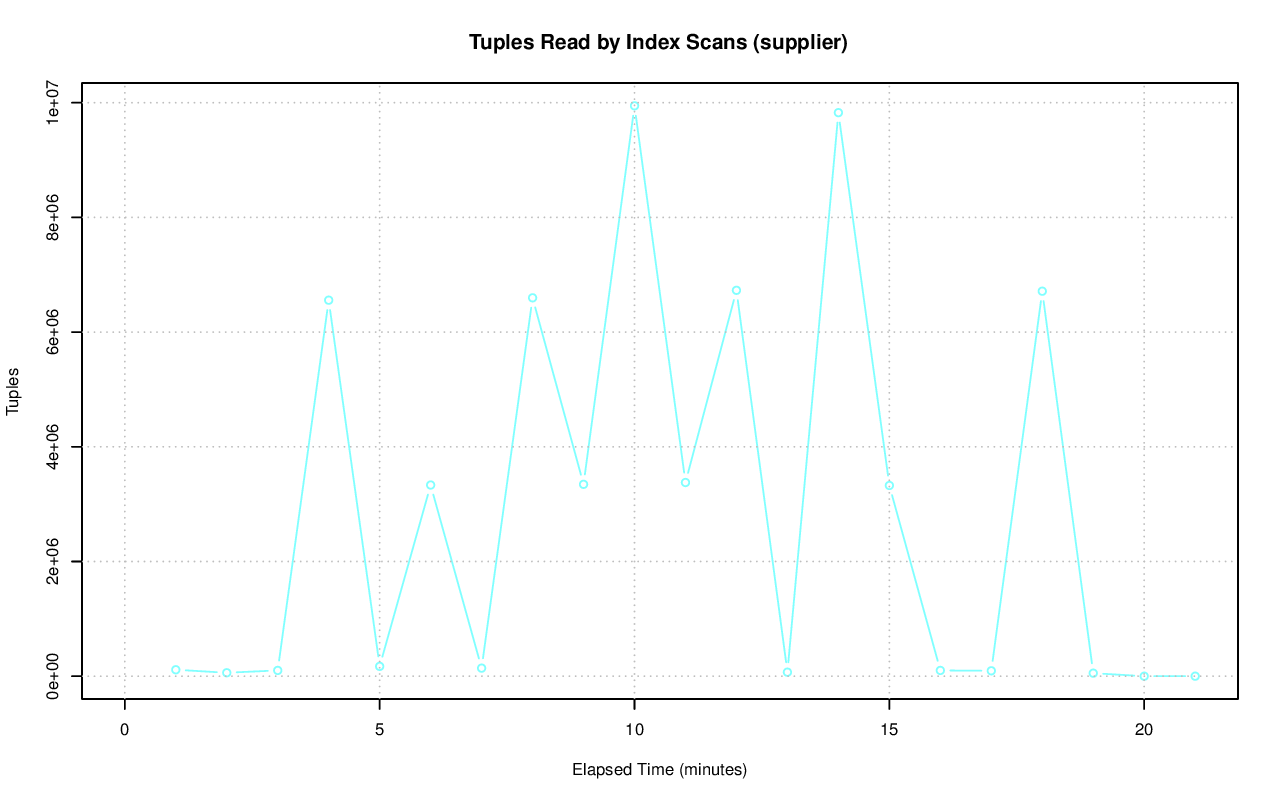 Tuples Read by Index Scans (supplier)
Tuples
1e+07
8e+06
6e+06
4e+06
2e+06
0e+00
0 5 10 15 20
Elapsed Time (minutes)